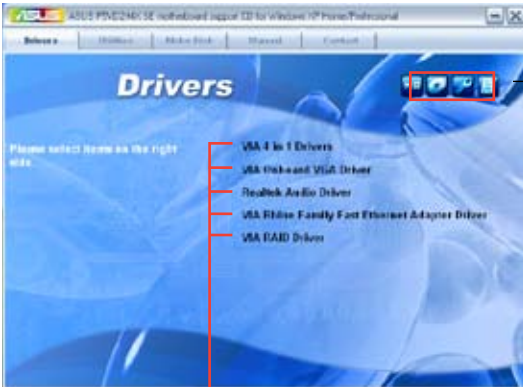 ASUS
ASUS P5VD2-MX SE motherboard support CD for Windows XP Home/Professional
Drivers Utilities Make Disk Manual Contact
Drivers
Please select items on the right side.
VIA 4 in 1 Drivers
VIA Onboard VGA Driver
Realtek Audio Driver
VIA Rhine Family Fast Ethernet Adapter Driver
VIA RAID Driver